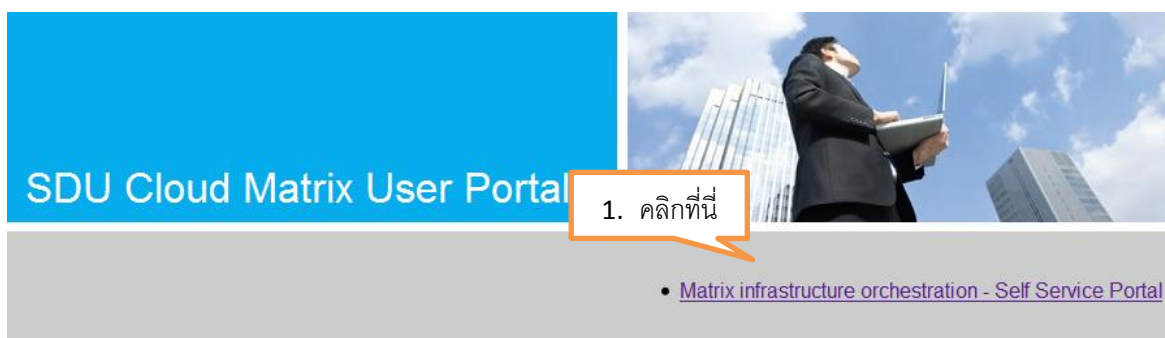 SDU Cloud Matrix User Portal
1. คลิกที่นี่
• Matrix infrastructure orchestration - Self Service Portal